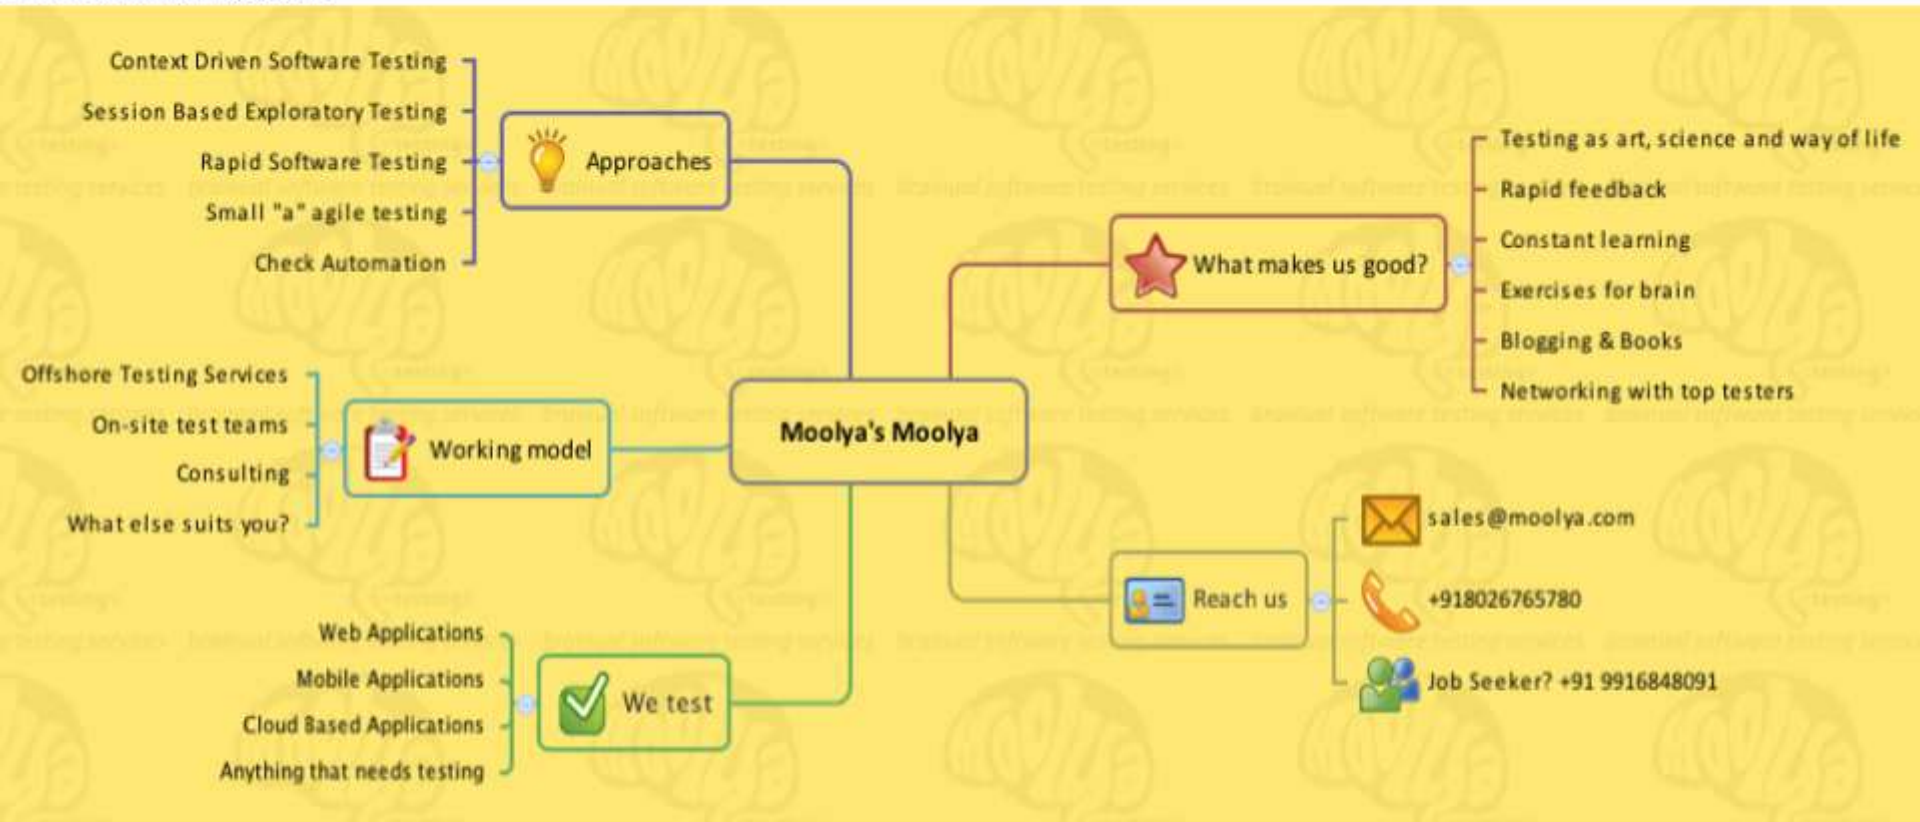 Context Driven Software Testing
Session Based Exploratory Testing
Rapid Software Testing
Small "a" agile testing
Check Automation
Approaches
Offshore Testing Services
On-site test teams
Consulting
What else suits you?
Working model
Web Applications
Mobile Applications
Cloud Based Applications
Anything that needs testing
We test
Moolya's Moolya
What makes us good?
Testing as art, science and way of life
Rapid feedback
Constant learning
Exercises for brain
Blogging & Books
Networking with top testers
Reach us
sales@moolya.com
+918026765780
Job Seeker? +91 9916848091